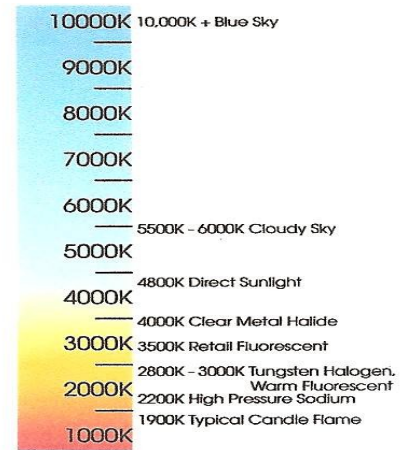 10000K 10,000K + Blue Sky
9000K
8000K
7000K
6000K
5500K - 6000K Cloudy Sky
5000K
4800K Direct Sunlight
4000K
4000K Clear Metal Halide
3000K 3500K Retail Fluorescent
2800K - 3000K Tungsten Halogen,
Warm Fluorescent
2000K
2200K High Pressure Sodium
1900K Typical Candle Flame
1000K